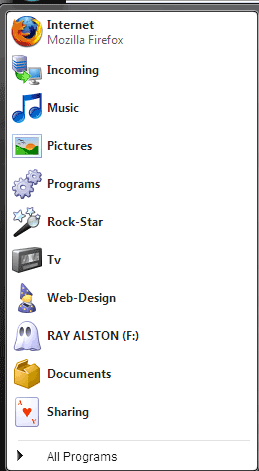 Internet
Mozilla Firefox
Incoming
Music
Pictures
Programs
Rock-Star
Tv
Web-Design
RAY ALSTON (F:)
Documents
A
Sharing
A
All Programs